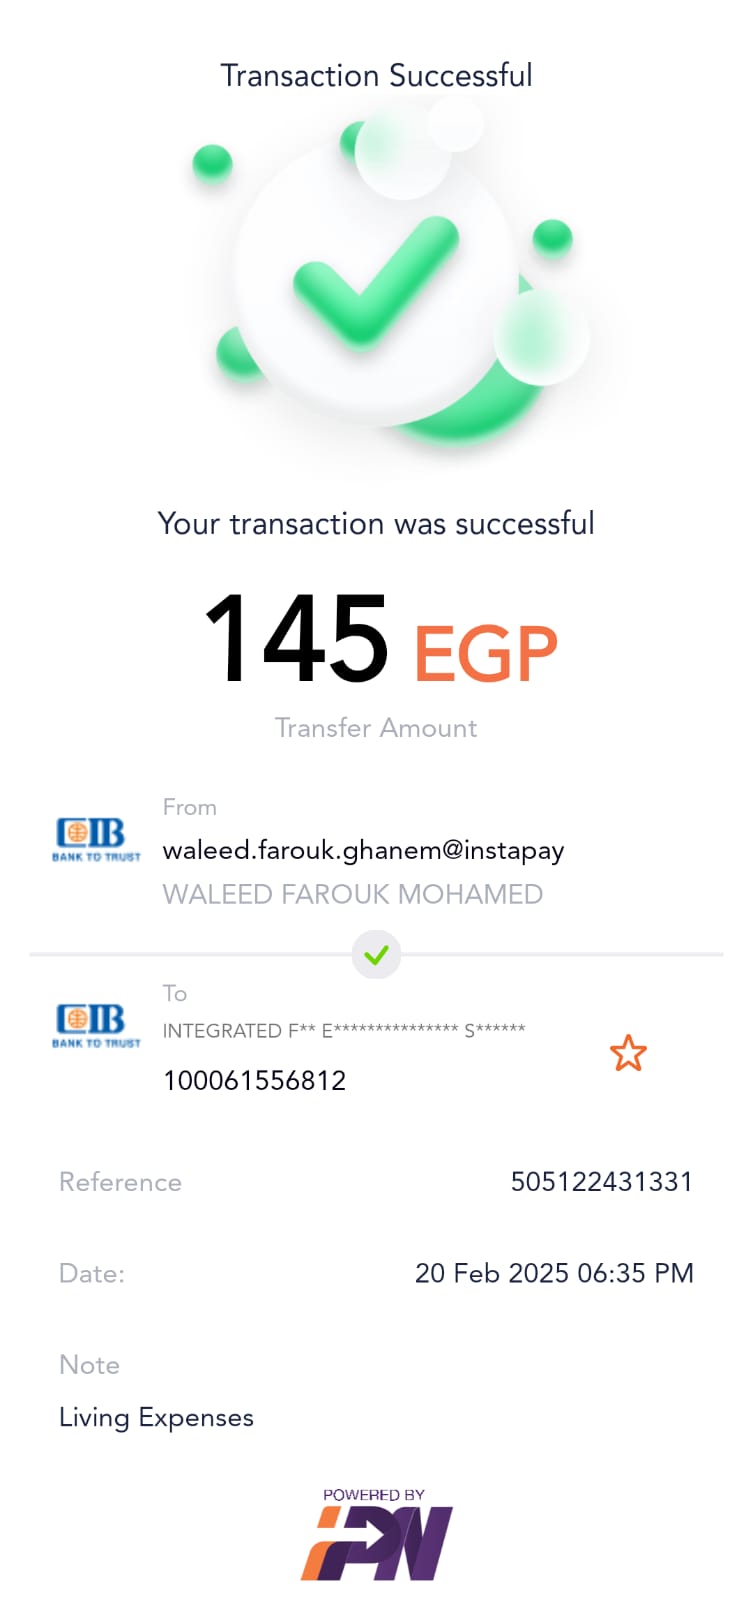 Transaction Successful
Your transaction was successful
145 EGP
Transfer Amount
From
CIB
BANK TO TRUST
waleed.farouk.ghanem@instapay
WALEED FAROUK MOHAMED
To
CIB
BANK TO TRUST
INTEGRATED F** E*************** S******
100061556812
Reference
505122431331
Date:
20 Feb 2025 06:35 PM
Note
Living Expenses
POWERED BY
iPN